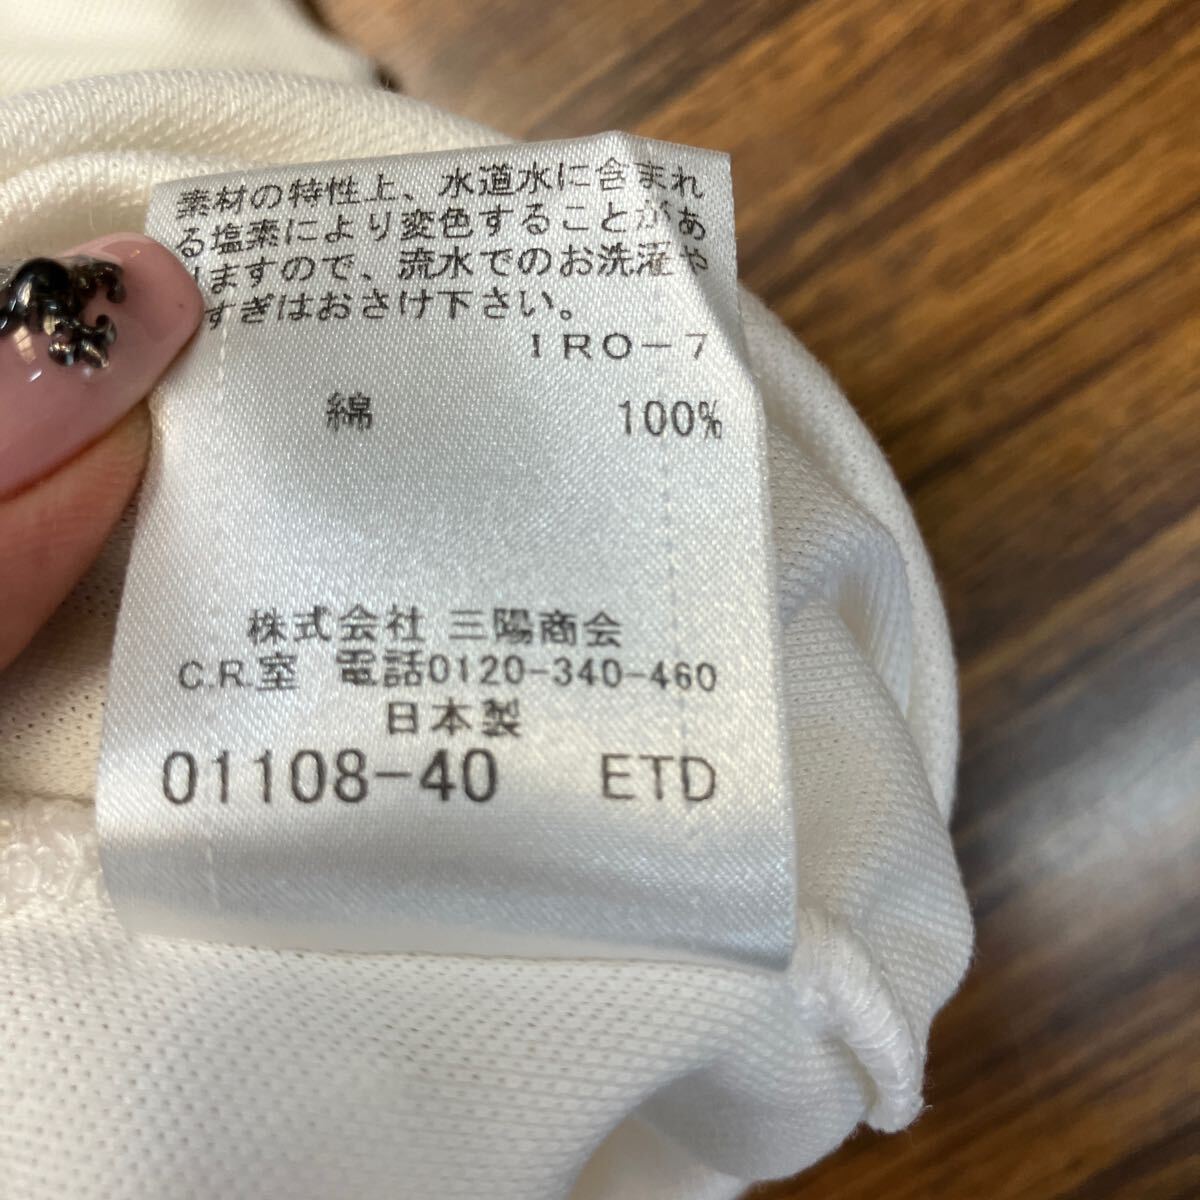 素材の特性上、水道水に含まれ
る塩素により変色することがあ
りますので、流水でのお洗濯や
すぎはおさけ下さい。
IRO-7
綿 100%
株式会社 三陽商会
C.R.室 電話0120-340-460
日本製
01108-40 ETD